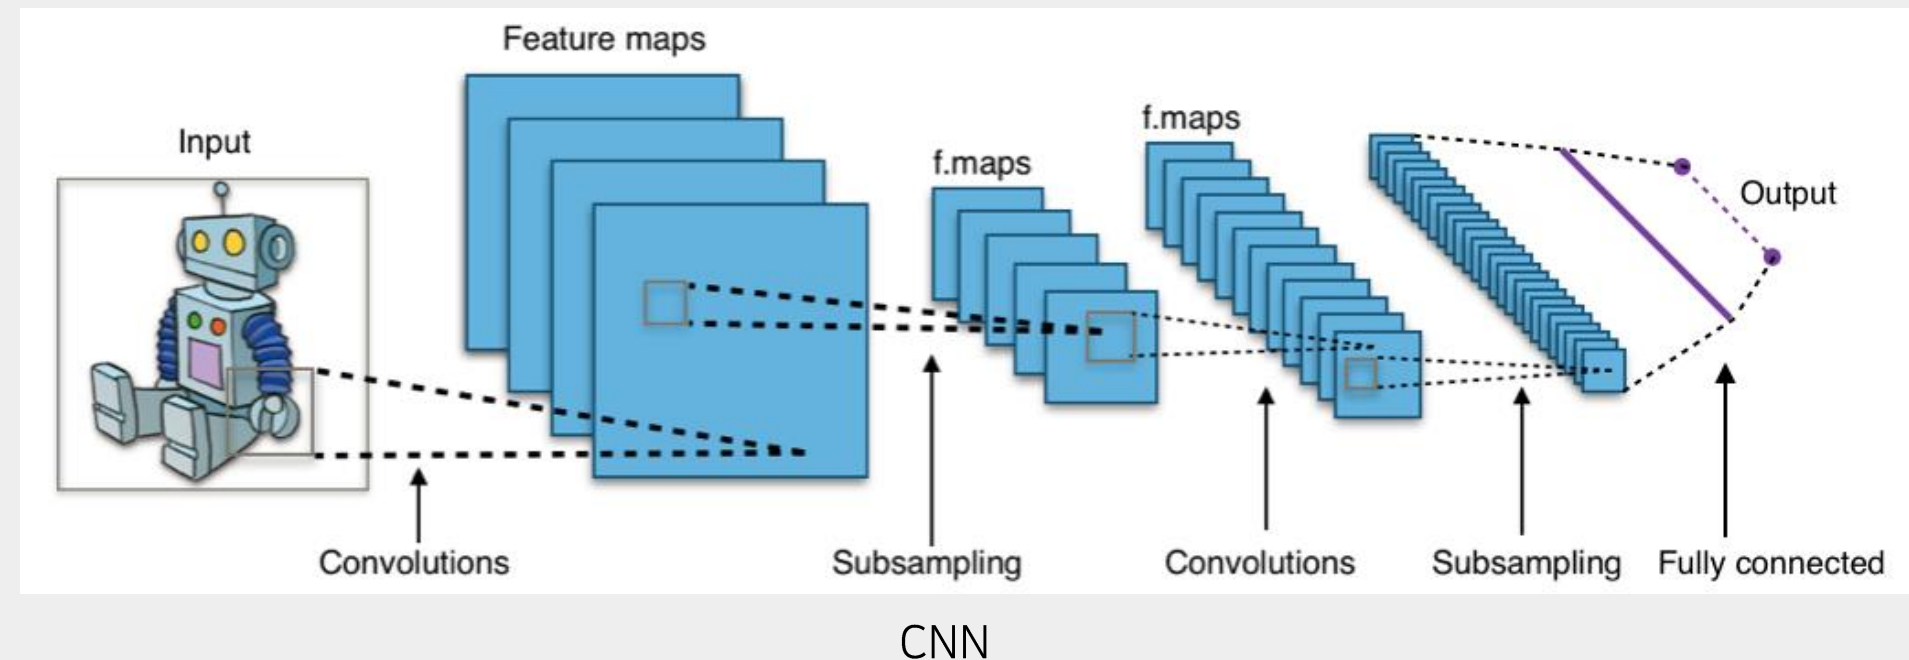 Feature maps
f.maps
Input
f.maps
Output
Convolutions
Subsampling
Convolutions
Subsampling
Fully connected
CNN